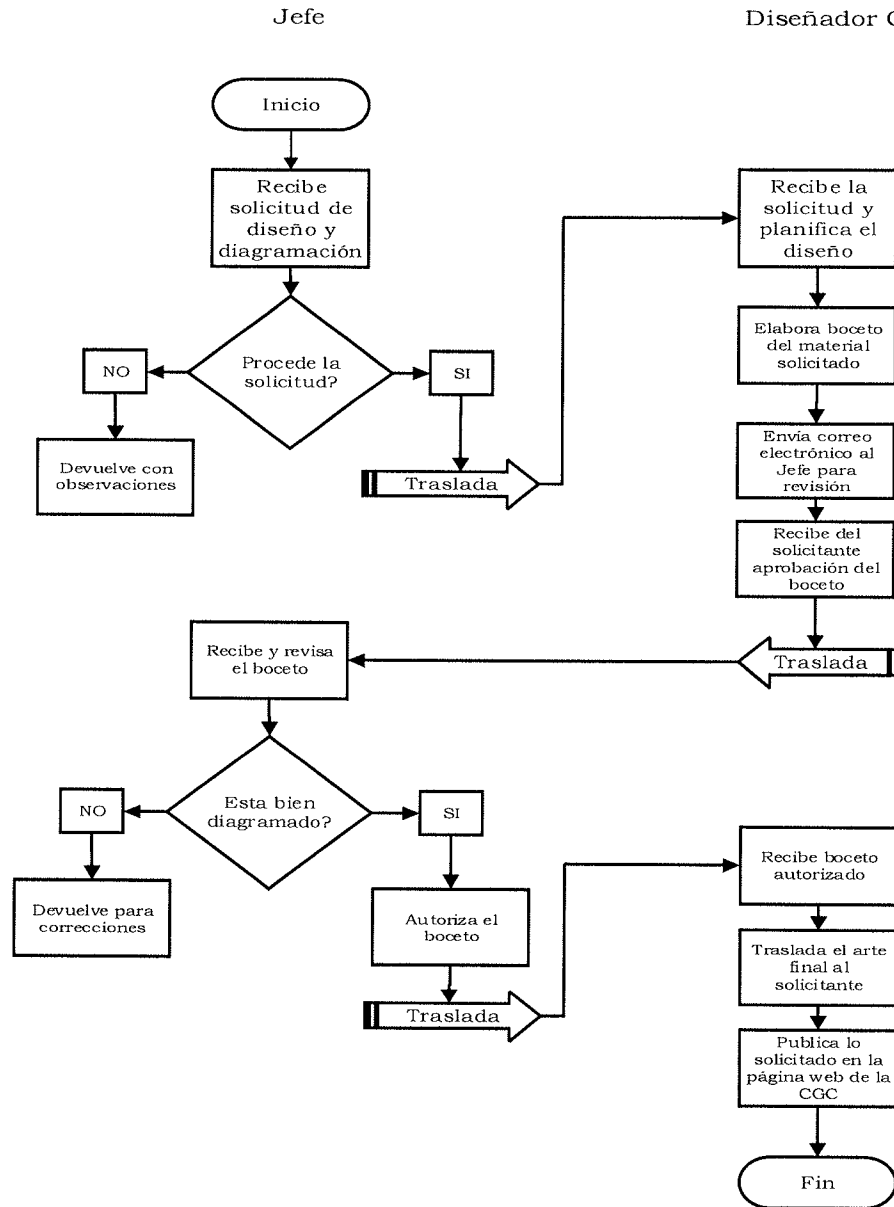 Jefe
Diseñador
Inicio
Recibe
solicitud de
diseño y
diagramación
Procede la
solicitud?
NO
SI
Devuelve con
observaciones
Traslada
Recibe la
solicitud y
planifica el
diseño
Elabora boceto
del material
solicitado
Envía correo
electrónico al
Jefe para
revisión
Recibe del
solicitante
aprobación del
boceto
Traslada
Recibe y revisa
el boceto
Esta bien
diagramado?
NO
SI
Devuelve para
correcciones
Autoriza el
boceto
Traslada
Recibe boceto
autorizado
Traslada el arte
final al
solicitante
Publica lo
solicitado en la
página web de la
CGC
Fin